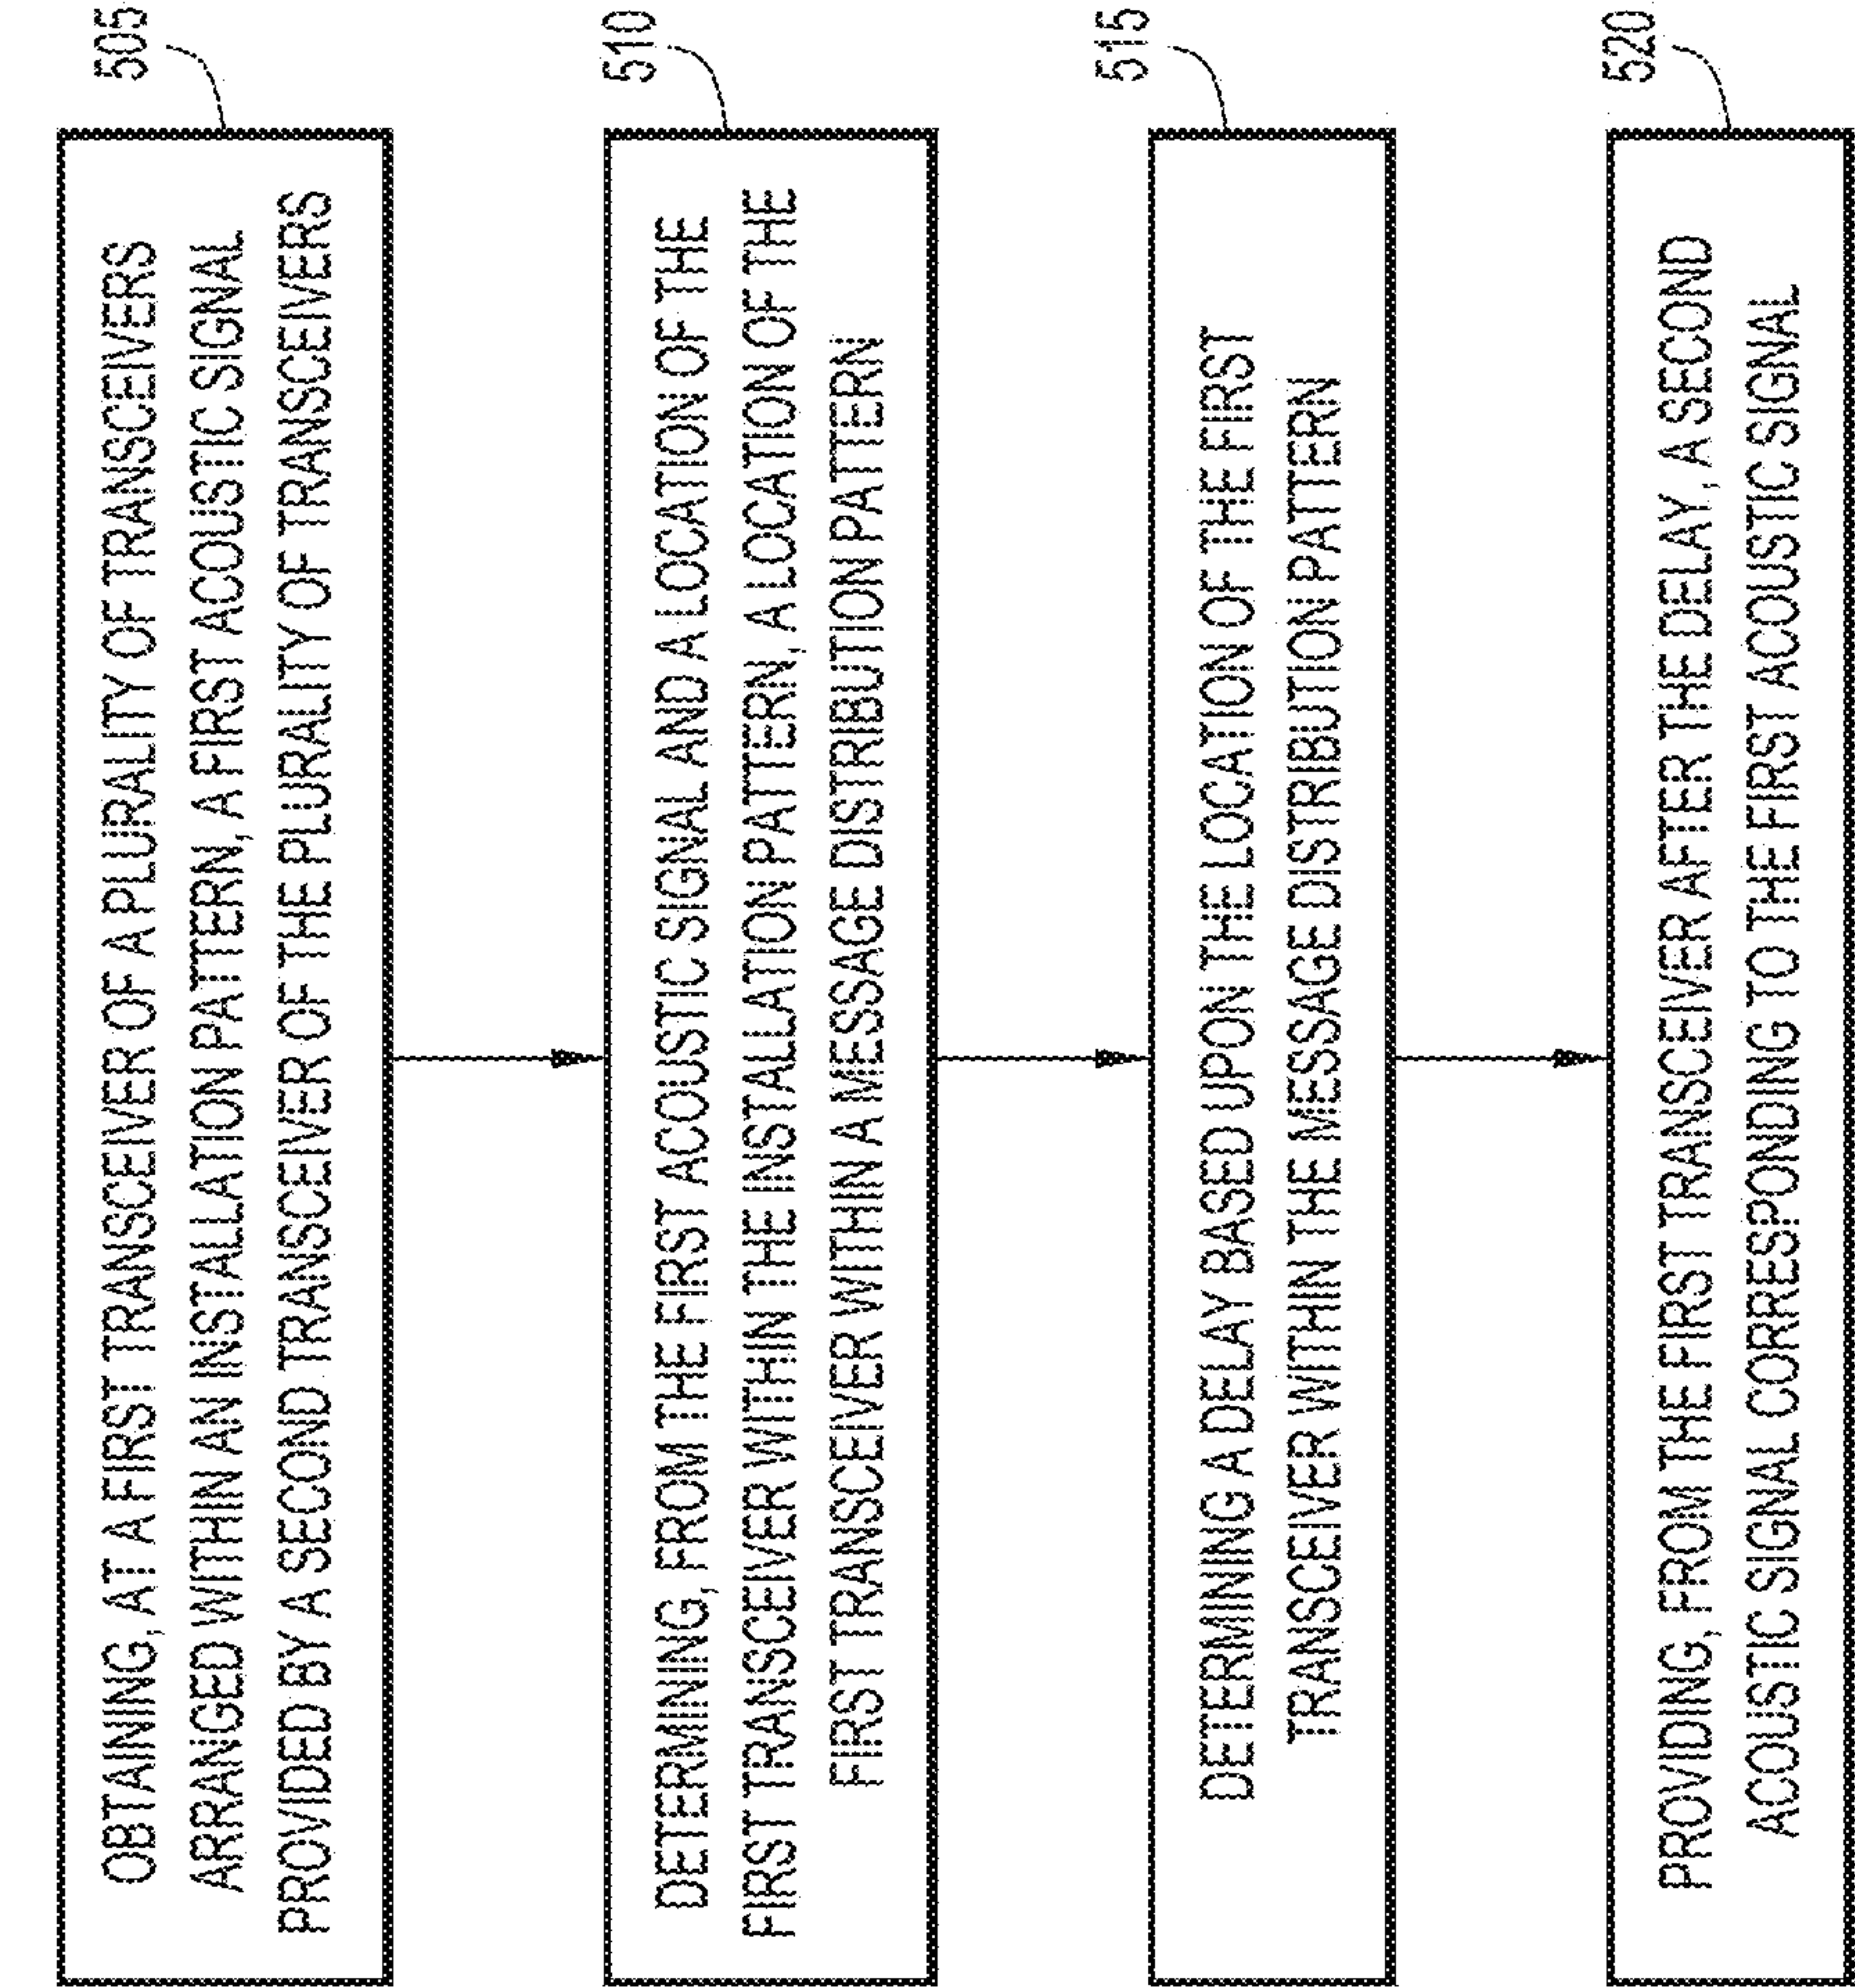 505
OBTAINING, AT A FIRST TRANSCEIVER OF A PLURALITY OF TRANSCEIVERS
ARRANGED WITHIN AN INSTALLATION PATTERN, A FIRST ACOUSTIC SIGNAL
PROVIDED BY A SECOND TRANSCEIVER OF THE PLURALITY OF TRANSCEIVERS
510
DETERMINING, FROM THE FIRST ACOUSTIC SIGNAL AND A LOCATION OF THE
FIRST TRANSCEIVER WITHIN THE INSTALLATION PATTERN, A LOCATION OF THE
FIRST TRANSCEIVER WITHIN A MESSAGE DISTRIBUTION PATTERN
515
DETERMINING A DELAY BASED UPON THE LOCATION OF THE FIRST
TRANSCEIVER WITHIN THE MESSAGE DISTRIBUTION PATTERN
520
PROVIDING, FROM THE FIRST TRANSCEIVER AFTER THE DELAY, A SECOND
ACOUSTIC SIGNAL CORRESPONDING TO THE FIRST ACOUSTIC SIGNAL